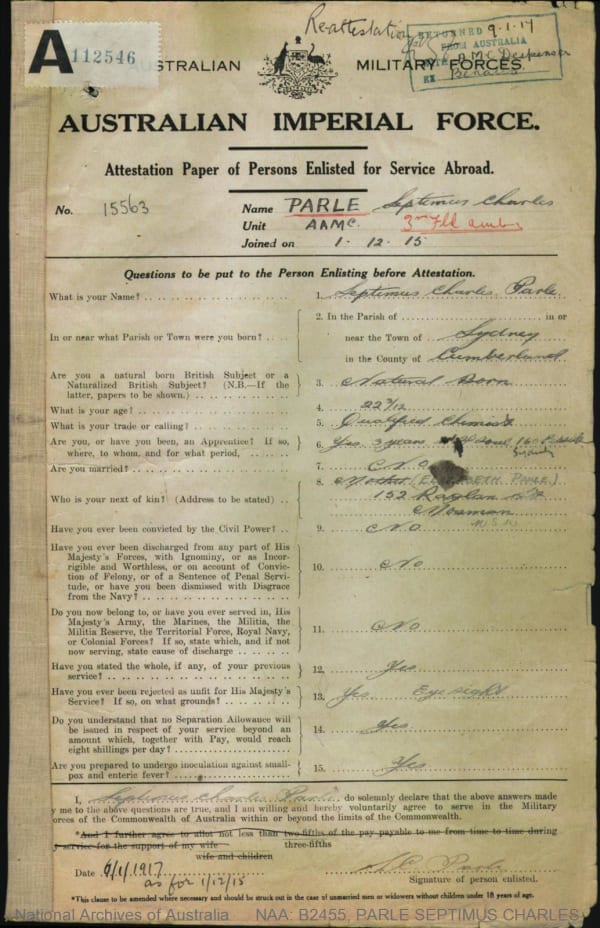 Re-attestation
A 112546
RETURNED 9-1-17
FROM AUSTRALIA
AUSTRALIAN MILITARY FORCES
AUSTRALIAN IMPERIAL FORCE.
Attestation Paper of Persons Enlisted for Service Abroad.
No. 15563 Name PARLE Septimus Charles
Unit AAMC. 3rd Fld Amb
Joined on 1. 12. 15
Questions to be put to the Person Enlisting before Attestation.
What is your Name? 1. Septimus Charles Parle
2. In the Parish of in or
In or near what Parish or Town were you born? near the Town of Sydney
in the County of Cumberland
Are you a natural born British Subject or a
Naturalized British Subject? (N.B.—If the 3. Natural Born
latter, papers to be shown.)
What is your age? 4. 22 3/12
What is your trade or calling? 5. Qualified Chemist
Are you, or have you been, an Apprentice? If so, 6. Yes 3 years
where, to whom, and for what period,
Are you married? 7. No
8. Mother (ELIZABETH PARLE)
Who is your next of kin? (Address to be stated) 152 Raglan St
Mosman
N.S.W
Have you ever been convicted by the Civil Power? 9. No
Have you ever been discharged from any part of His
Majesty's Forces, with Ignominy, or as Incor-
rigible and Worthless, or on account of Convic- 10. No
tion of Felony, or of a Sentence of Penal Servi-
tude, or have you been Dismissed with Disgrace
from the Navy?
Do you now belong to, or have you ever served in, His
Majesty's Army, the Marines, the Militia, the
Militia Reserve, the Territorial Force, Royal Navy, 11. No
or Colonial Forces? If so, state which, and if not
now serving, state cause of discharge
Have you stated the whole, if any, of your previous 12. Yes
service?
Have you ever been rejected as unfit for His Majesty's 13. Yes Eyesight
Service? If so, on what grounds?
Do you understand that no Separation Allowance will
be issued in respect of your service beyond an 14. Yes
amount which, together with Pay, would reach
eight shillings per day?
Are you prepared to undergo inoculation against small- 15. Yes
pox and enteric fever?
I, Septimus Charles Parle do solemnly declare that the above answers made
y me to the above questions are true, and I am willing and hereby voluntarily agree to serve in the Military
orces of the Commonwealth of Australia within or beyond the limits of the Commonwealth.
*And I further agree to allot not less than two-fifths of the pay payable to me from time to time during
y service for the support of my wife three-fifths
wife and children
Date 6/1/1917 S C Parle
as for 1/12/15 Signature of person enlisted.
*This clause to be amended where necessary and should be struck out in the case of unmarried men or widowers without children under 18 years of age.
National Archives of Australia NAA: B2455, PARLE SEPTIMUS CHARLES